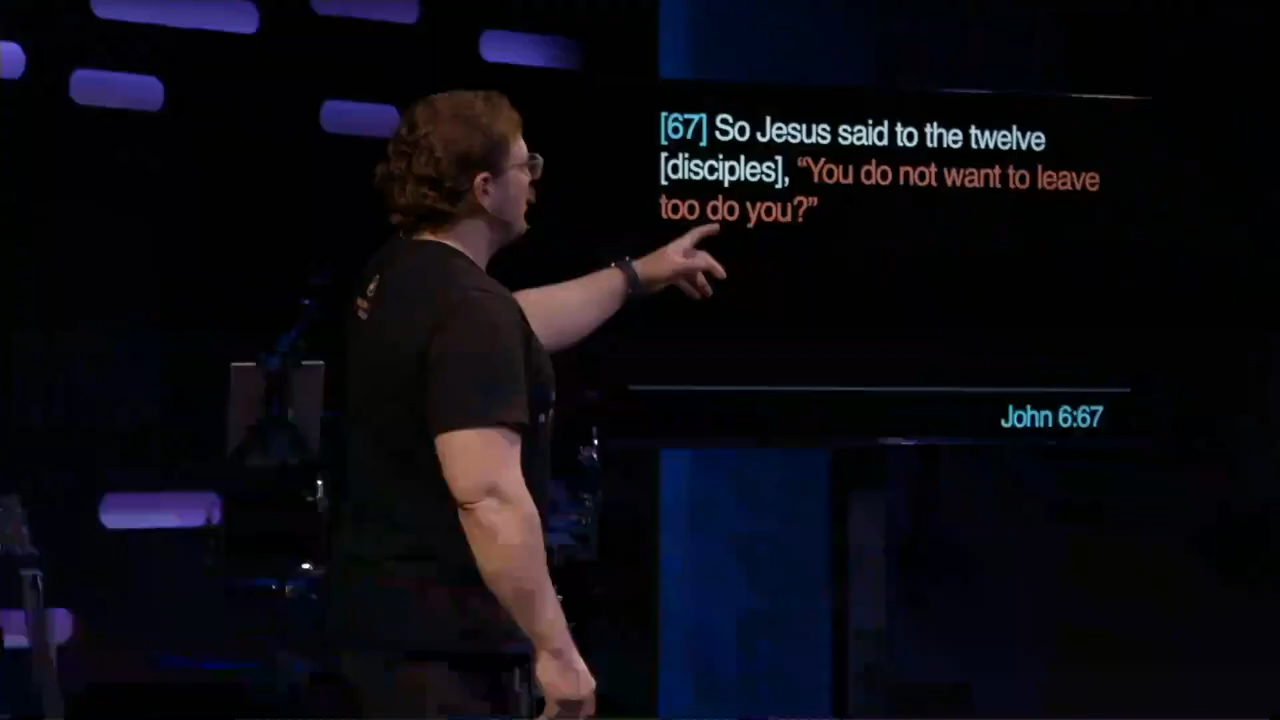 [67] So Jesus said to the twelve
[disciples], “You do not want to leave
too do you?”
John 6:67